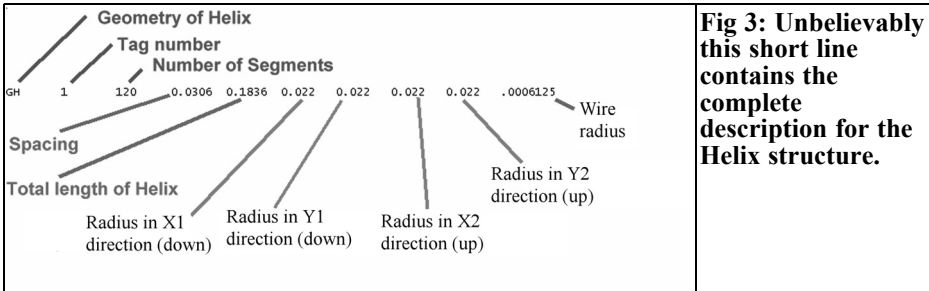 Geometry of Helix
Tag number
Number of Segments
GH 1 120 0.0306 0.1836 0.022 0.022 0.022 0.022 .0006125
Wire
radius
Spacing
Total length of Helix
Radius in X1
direction (down)
Radius in Y1
direction (down)
Radius in X2
direction (up)
Radius in Y2
direction (up)
Fig 3: Unbelievably
this short line
contains the
complete
description for the
Helix structure.